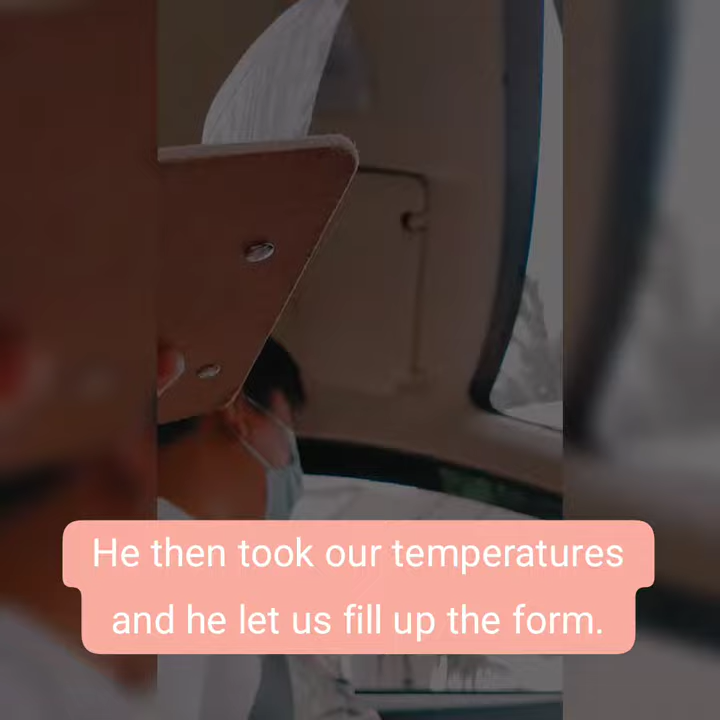 He then took our temperatures
and he let us fill up the form.